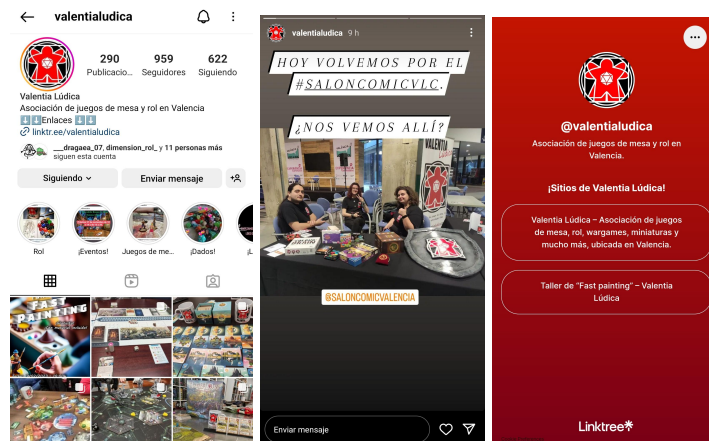 valentialudica
290
959
622
Publicacio...
Seguidores
Siguiendo
Valentia Lúdica
Asociación de juegos de mesa y rol en Valencia
⬇️⬇️Enlaces ⬇️⬇️
linktr.ee/valentialudica
___dragaea_07, dimension_rol_ y 11 personas más
siguen esta cuenta
Siguiendo
Enviar mensaje
Rol
¡Eventos!
Juegos de me...
¡Dados!
¡L
FAST
PAINTING
valentialudica 9 h
HOY VOLVEMOS POR EL
#SALONCOMICVLC.
¿NOS VEMOS ALLÍ?
@SALONCOMICVALENCIA
Enviar mensaje
@valentialudica
Asociación de juegos de mesa y rol en
Valencia.
¡Sitios de Valentia Lúdica!
Valentia Lúdica – Asociación de juegos
de mesa, rol, wargames, miniaturas y
mucho más, ubicada en Valencia.
Taller de “Fast painting” – Valentia
Lúdica
Linktree